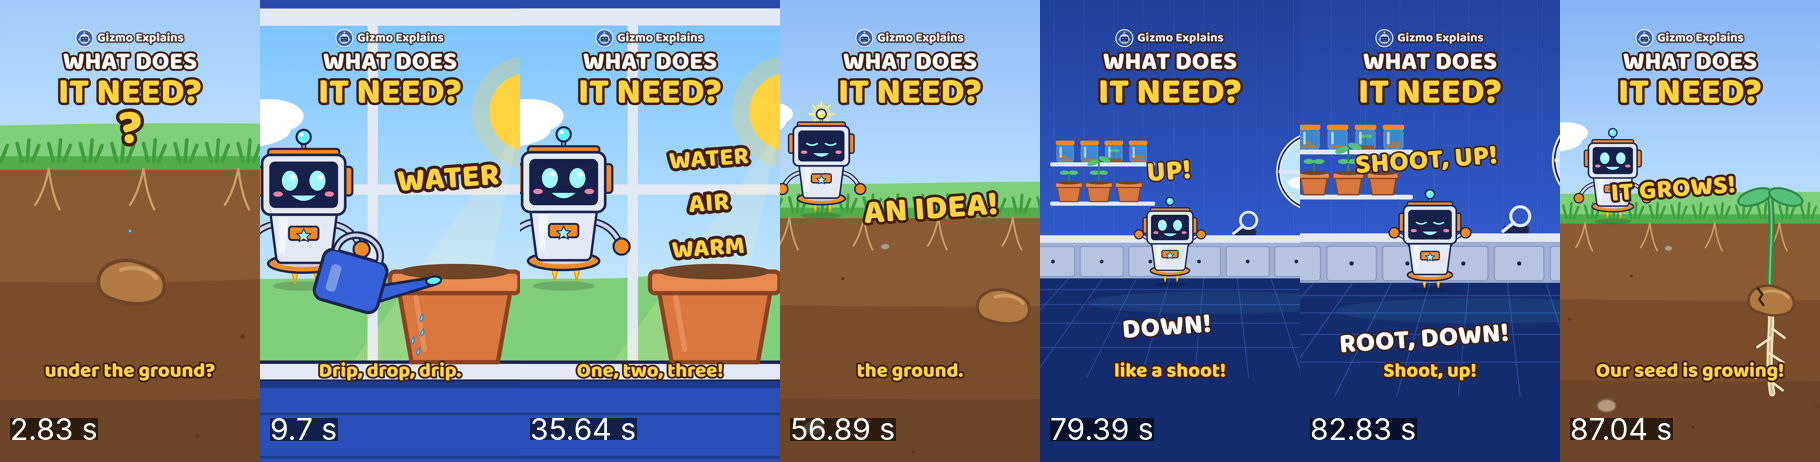 Gizmo Explains
WHAT DOES
IT NEED?
?
under the ground?
2.83 s
Gizmo Explains
WHAT DOES
IT NEED?
WATER
Drip, drop, drip.
9.7 s
Gizmo Explains
WHAT DOES
IT NEED?
WATER
AIR
WARM
One, two, three!
35.64 s
Gizmo Explains
WHAT DOES
IT NEED?
AN IDEA!
the ground.
56.89 s
Gizmo Explains
WHAT DOES
IT NEED?
UP!
DOWN!
like a shoot!
79.39 s
Gizmo Explains
WHAT DOES
IT NEED?
SHOOT, UP!
ROOT, DOWN!
Shoot, up!
82.83 s
Gizmo Explains
WHAT DOES
IT NEED?
IT GROWS!
Our seed is growing!
87.04 s